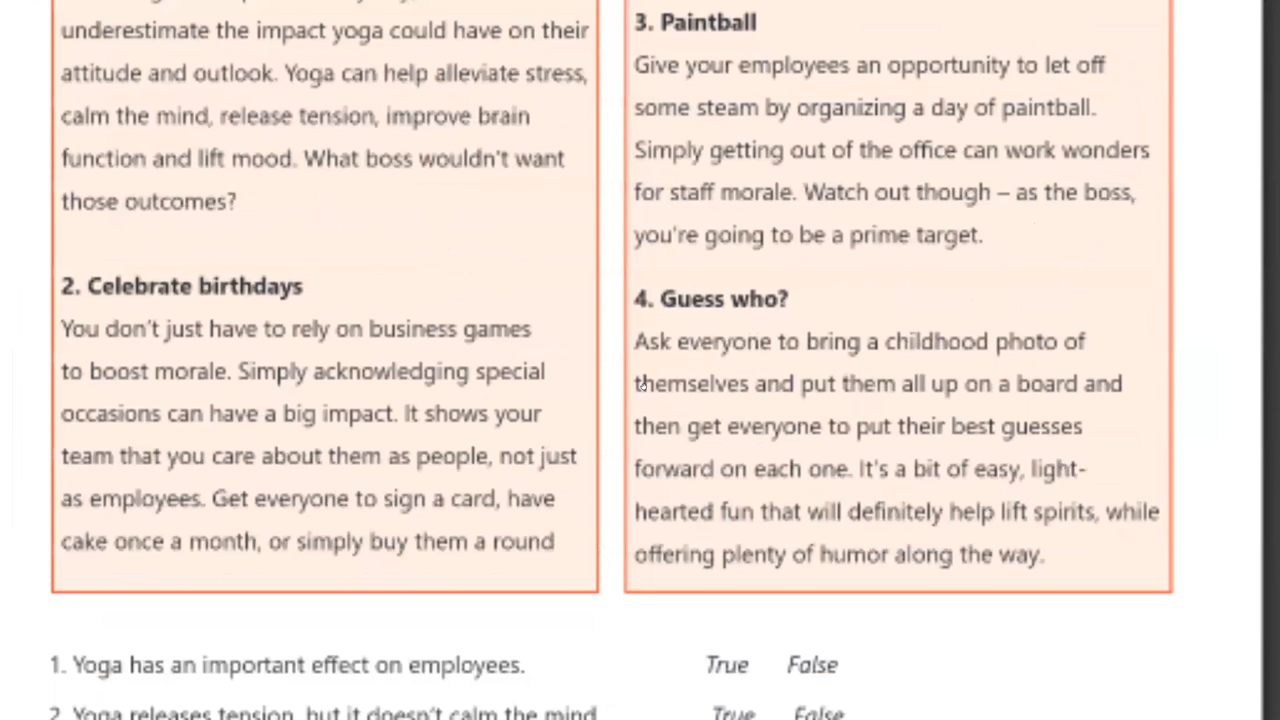 underestimate the impact yoga could have on their
attitude and outlook. Yoga can help alleviate stress,
calm the mind, release tension, improve brain
function and lift mood. What boss wouldn't want
those outcomes?
2. Celebrate birthdays
You don't just have to rely on business games
to boost morale. Simply acknowledging special
occasions can have a big impact. It shows your
team that you care about them as people, not just
as employees. Get everyone to sign a card, have
cake once a month, or simply buy them a round
3. Paintball
Give your employees an opportunity to let off
some steam by organizing a day of paintball.
Simply getting out of the office can work wonders
for staff morale. Watch out though – as the boss,
you're going to be a prime target.
4. Guess who?
Ask everyone to bring a childhood photo of
themselves and put them all up on a board and
then get everyone to put their best guesses
forward on each one. It's a bit of easy, light-
hearted fun that will definitely help lift spirits, while
offering plenty of humor along the way.
1. Yoga has an important effect on employees. True False
2. Yoga releases tension, but it doesn't calm the mind True False